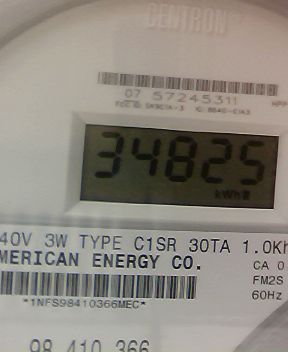 CENTRON
07 57245311
34825
kWh
40V 3W TYPE C1SR 30TA 1.0Kh
MERICAN ENERGY CO.
CA 0
FM2S
*1NFS98410366MEC*
60Hz
98 410 366